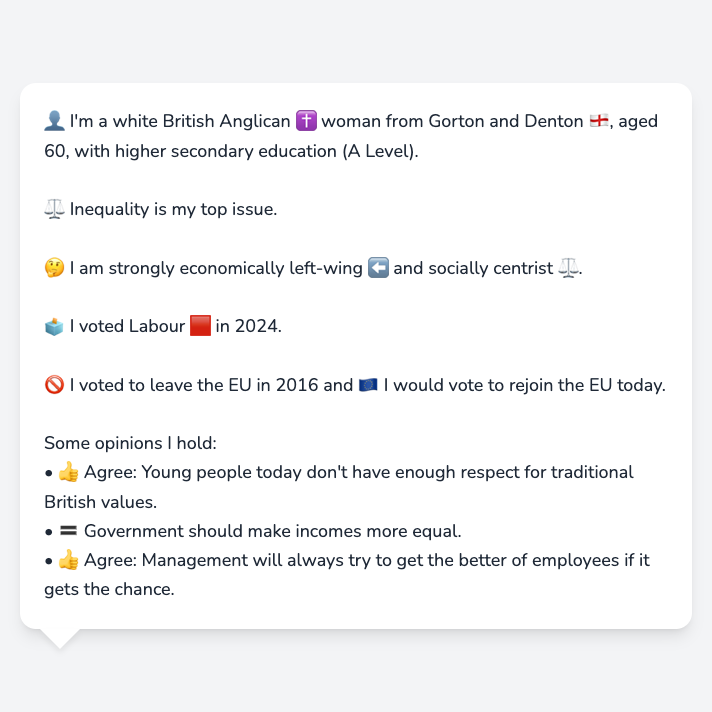 👤 I'm a white British Anglican ✝️ woman from Gorton and Denton 🏴󠁧󠁢󠁥󠁮󠁧󠁿, aged
60, with higher secondary education (A Level).
⚖️ Inequality is my top issue.
🤔 I am strongly economically left-wing ⬅️ and socially centrist ⚖️.
🗳️ I voted Labour 🟥 in 2024.
🚫 I voted to leave the EU in 2016 and 🇪🇺 I would vote to rejoin the EU today.
Some opinions I hold:
• 👍 Agree: Young people today don't have enough respect for traditional
British values.
• 🟰 Government should make incomes more equal.
• 👍 Agree: Management will always try to get the better of employees if it
gets the chance.